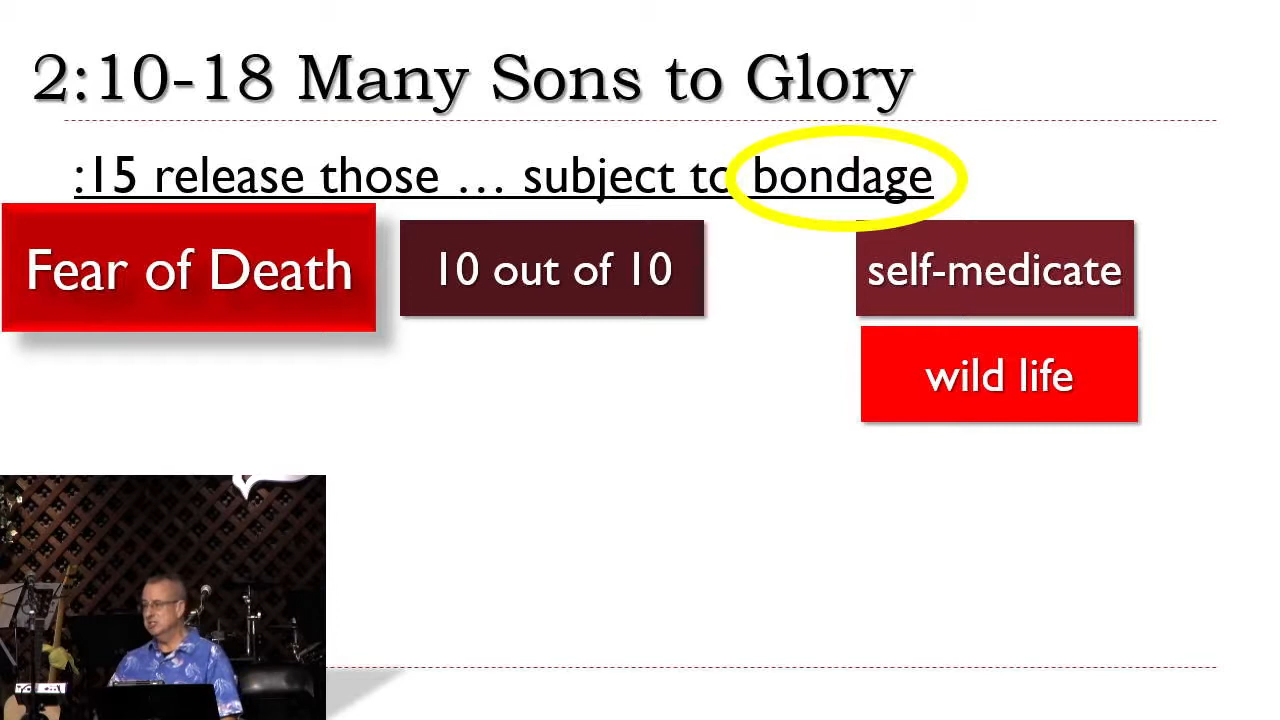 2:10-18 Many Sons to Glory
:15 release those … subject to bondage
Fear of Death
10 out of 10
self-medicate
wild life